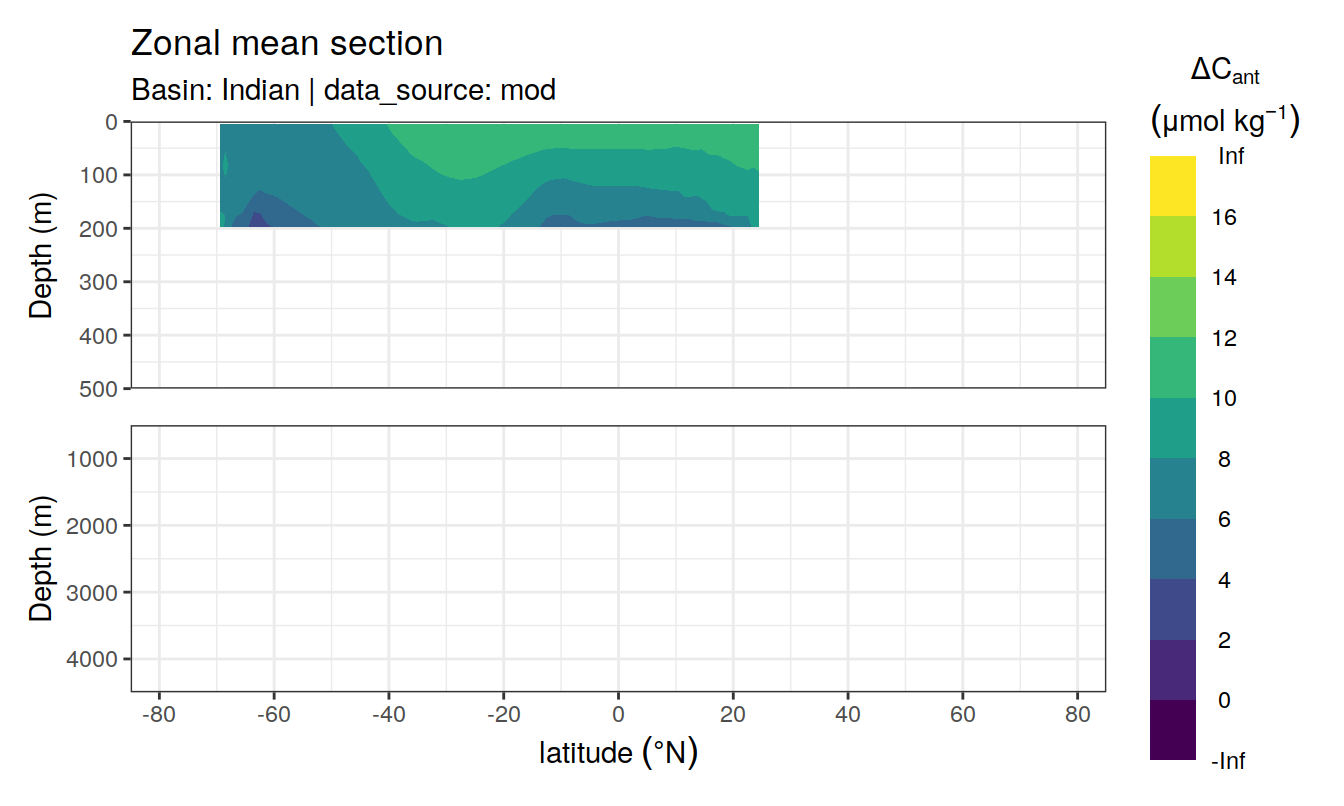 Zonal mean section
Basin: Indian | data_source: mod
ΔCant
(µmol kg−1)
Depth (m)
0
100
200
300
400
500
Depth (m)
1000
2000
3000
4000
-80 -60 -40 -20 0 20 40 60 80
latitude (°N)
Inf
16
14
12
10
8
6
4
2
0
-Inf